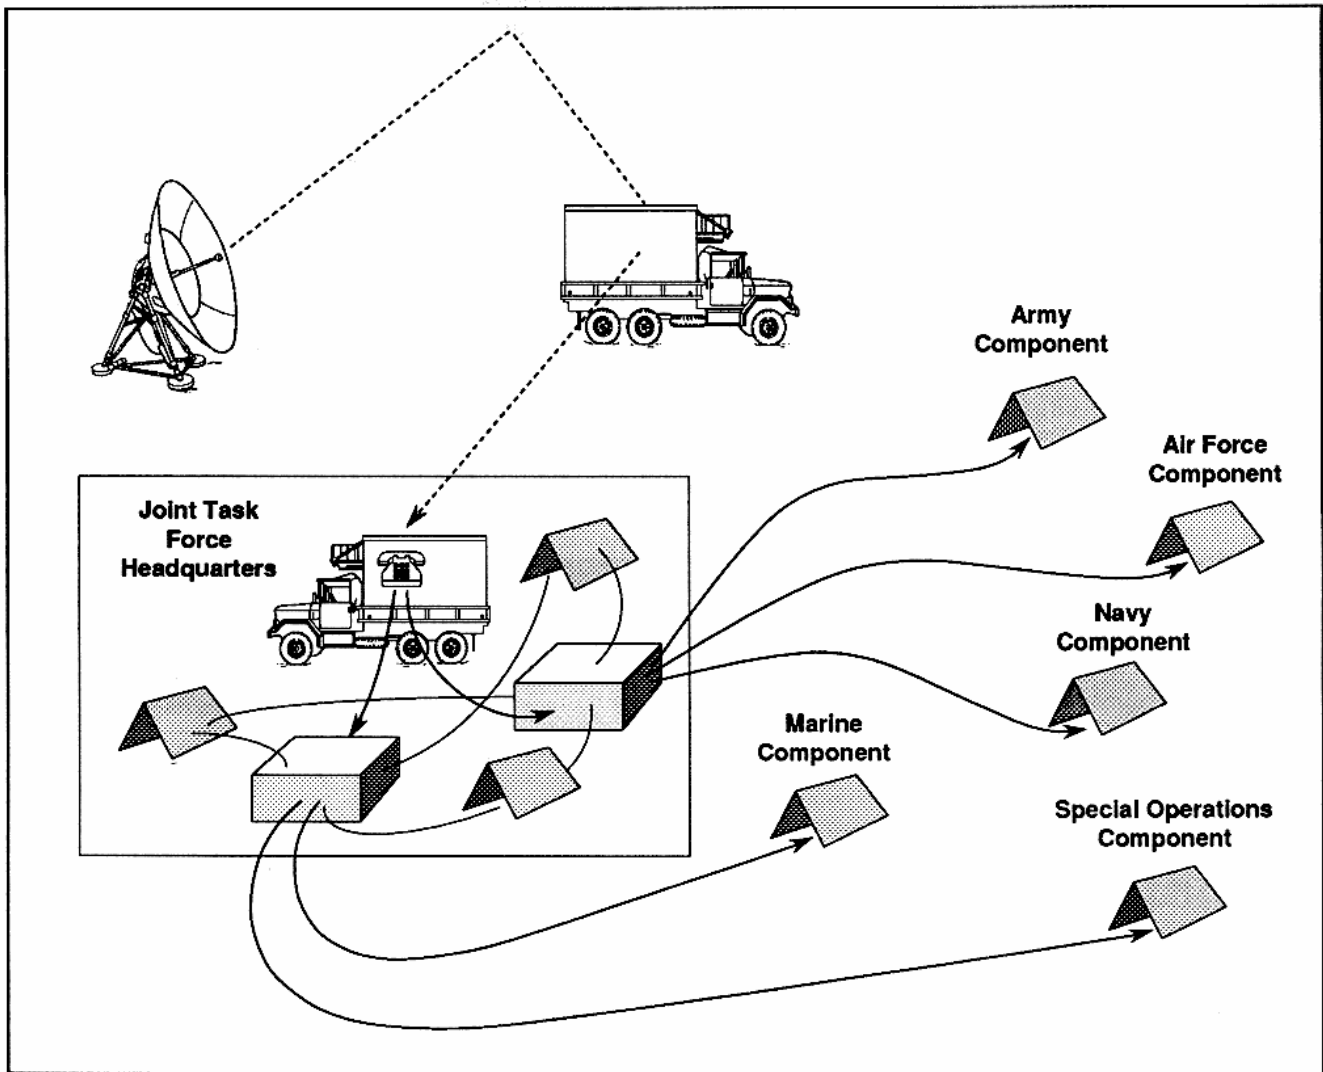 Army
Component
Air Force
Component
Joint Task
Force
Headquarters
Navy
Component
Marine
Component
Special Operations
Component